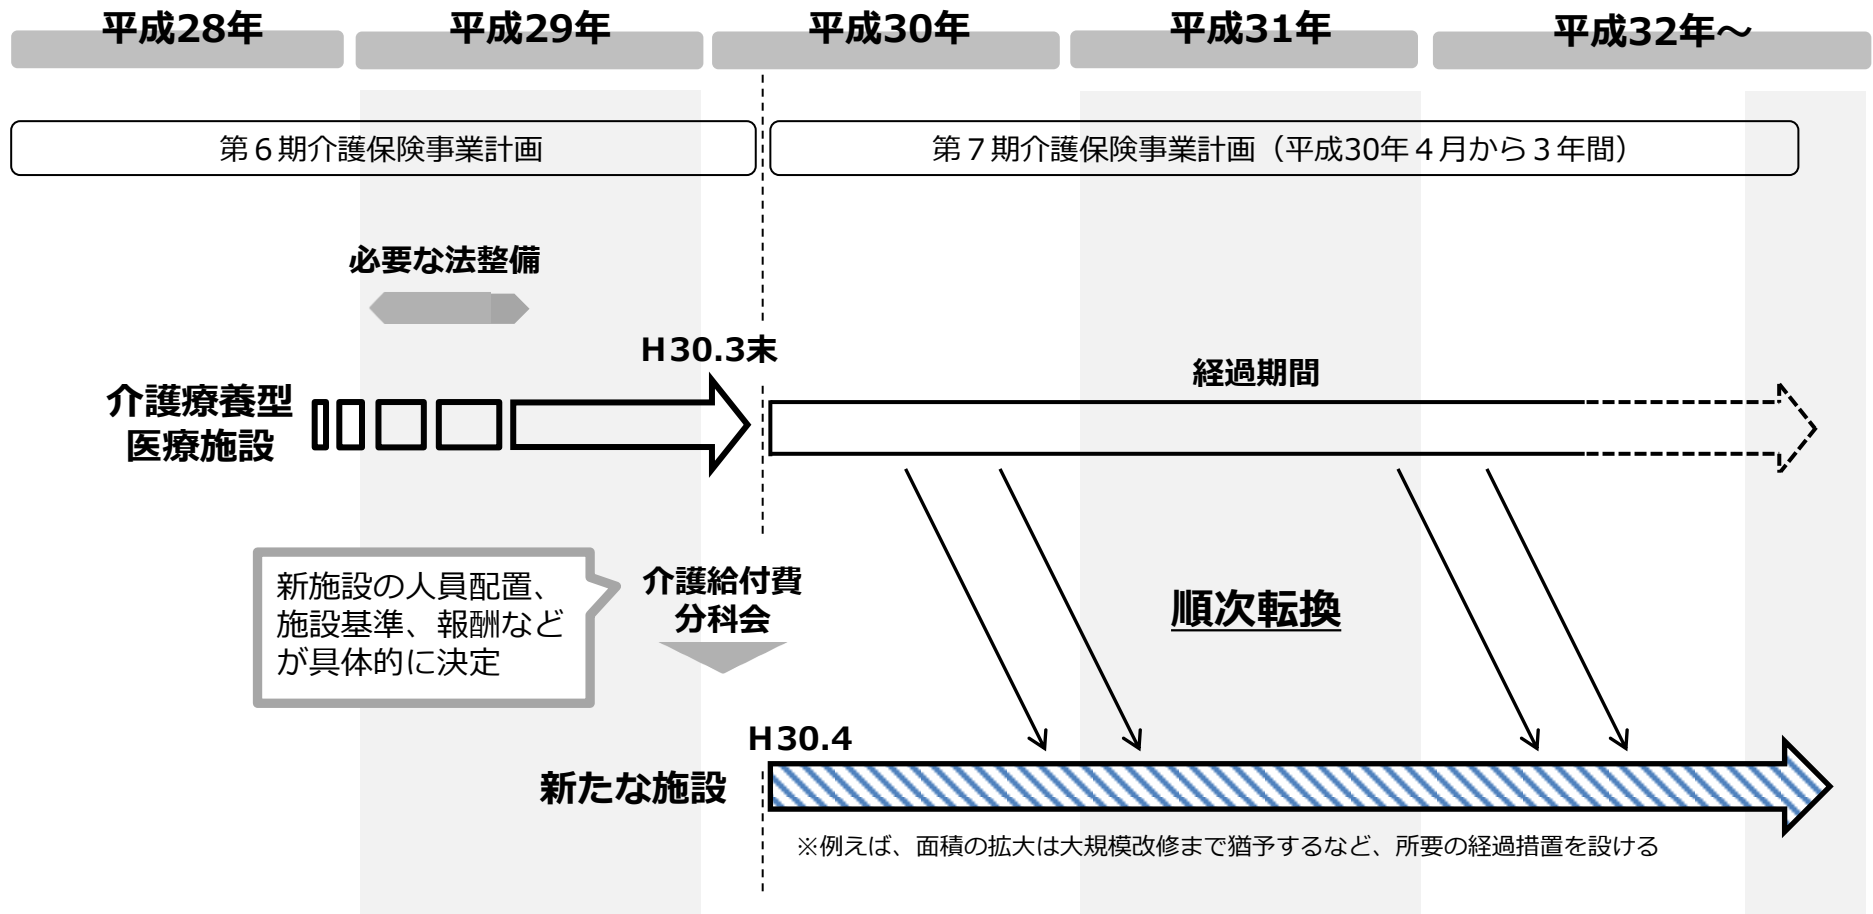 平成28年
平成29年
平成30年
平成31年
平成32年～
第６期介護保険事業計画
第７期介護保険事業計画（平成30年４月から３年間）
必要な法整備
Ｈ30.3末
経過期間
介護療養型
医療施設
新施設の人員配置、
施設基準、報酬など
が具体的に決定
介護給付費
分科会
順次転換
Ｈ30.4
新たな施設
※例えば、面積の拡大は大規模改修まで猶予するなど、所要の経過措置を設ける